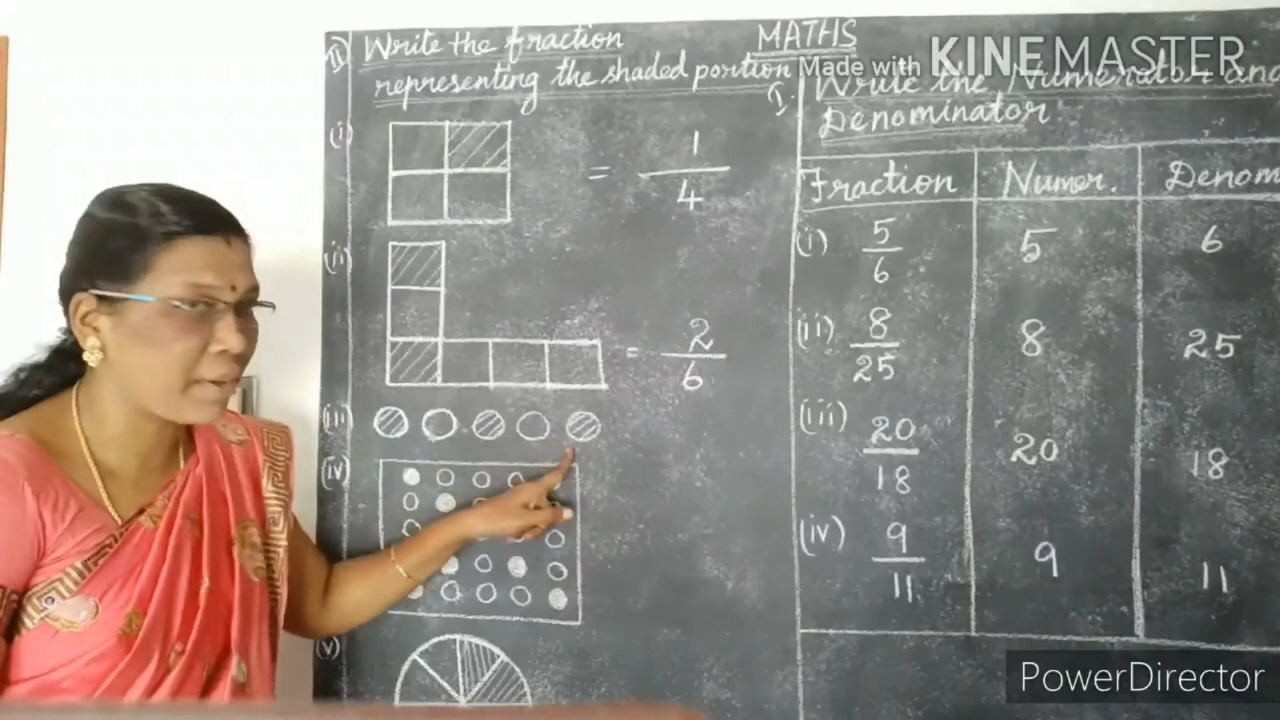 MATHS
II) Write the fraction
representing the shaded portion
(i)
= 1
4
(ii)
= 2
6
(iii)
(iv)
(v)
I. Write the Numerator and
Denominator
Fraction Numer. Denom
(i) 5 5 6
6
(ii) 8 8 25
25
(iii) 20 20 18
18
(iv) 9 9 11
11
Made with KINEMASTER
PowerDirector